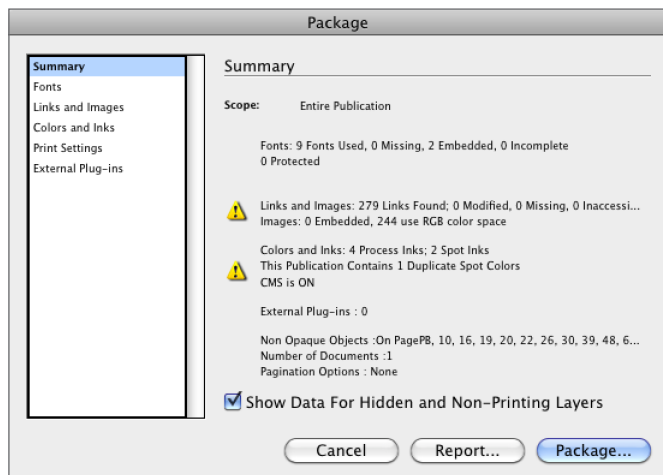 Package
Summary
Fonts
Links and Images
Colors and Inks
Print Settings
External Plug-ins
Summary
Scope: Entire Publication
Fonts: 9 Fonts Used, 0 Missing, 2 Embedded, 0 Incomplete
0 Protected
Links and Images: 279 Links Found; 0 Modified, 0 Missing, 0 Inaccessi...
Images: 0 Embedded, 244 use RGB color space
Colors and Inks: 4 Process Inks; 2 Spot Inks
This Publication Contains 1 Duplicate Spot Colors
CMS is ON
External Plug-ins : 0
Non Opaque Objects :On PagePB, 10, 16, 19, 20, 22, 26, 30, 39, 48, 6...
Number of Documents :1
Pagination Options : None
Show Data For Hidden and Non-Printing Layers
Cancel Report... Package...